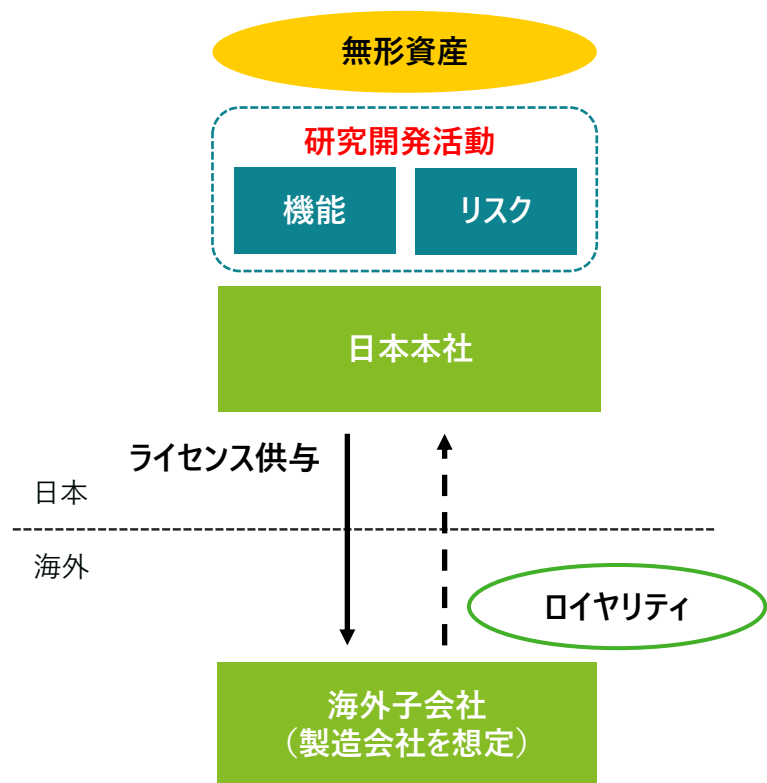 無形資産
研究開発活動
機能
リスク
日本本社
ライセンス供与
日本
海外
ロイヤリティ
海外子会社
（製造会社を想定）